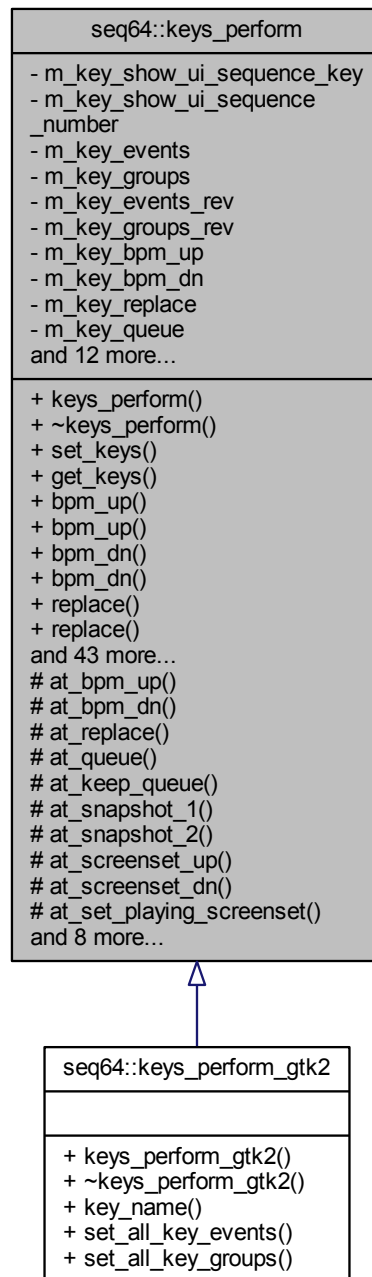 seq64::keys_perform
- m_key_show_ui_sequence_key
- m_key_show_ui_sequence
_number
- m_key_events
- m_key_groups
- m_key_events_rev
- m_key_groups_rev
- m_key_bpm_up
- m_key_bpm_dn
- m_key_replace
- m_key_queue
and 12 more...
+ keys_perform()
+ ~keys_perform()
+ set_keys()
+ get_keys()
+ bpm_up()
+ bpm_up()
+ bpm_dn()
+ bpm_dn()
+ replace()
+ replace()
and 43 more...
# at_bpm_up()
# at_bpm_dn()
# at_replace()
# at_queue()
# at_keep_queue()
# at_snapshot_1()
# at_snapshot_2()
# at_screenset_up()
# at_screenset_dn()
# at_set_playing_screenset()
and 8 more...
seq64::keys_perform_gtk2
+ keys_perform_gtk2()
+ ~keys_perform_gtk2()
+ key_name()
+ set_all_key_events()
+ set_all_key_groups()